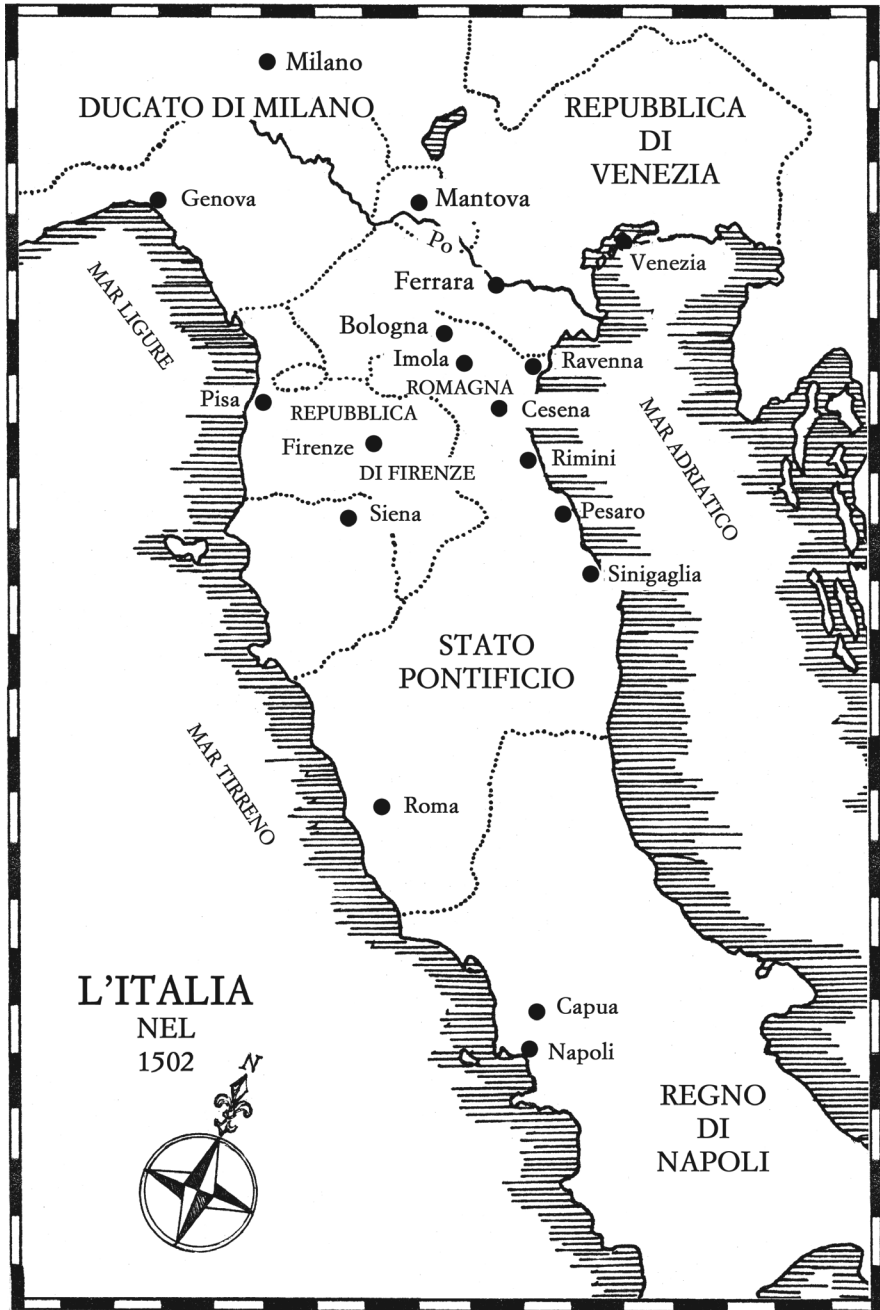 Milano
DUCATO DI MILANO
REPUBBLICA
DI
VENEZIA
Genova
Mantova
Po
Venezia
MAR LIGURE
Ferrara
Bologna
Imola
Ravenna
ROMAGNA
Pisa
REPUBBLICA
Cesena
MAR ADRIATICO
Firenze
Rimini
DI FIRENZE
Siena
Pesaro
Sinigaglia
STATO
PONTIFICIO
MAR TIRRENO
Roma
L'ITALIA
NEL
1502
Capua
Napoli
N
REGNO
DI
NAPOLI